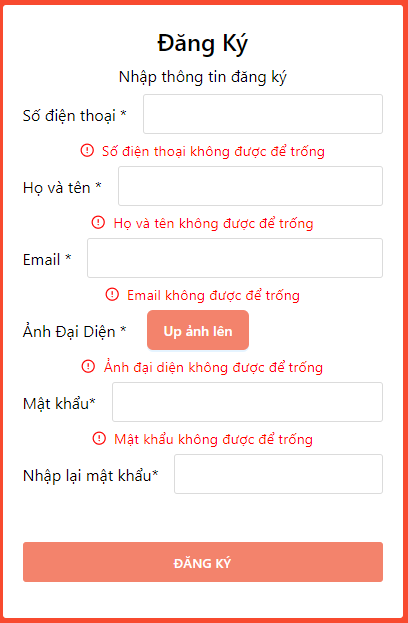 Đăng Ký
Nhập thông tin đăng ký
Số điện thoại *
Số điện thoại không được để trống
Họ và tên *
Họ và tên không được để trống
Email *
Email không được để trống
Ảnh Đại Diện *
Up ảnh lên
Ảnh đại diện không được để trống
Mật khẩu*
Mật khẩu không được để trống
Nhập lại mật khẩu*
ĐĂNG KÝ